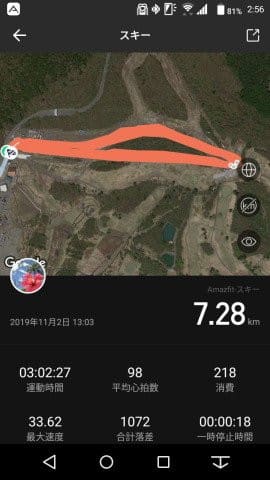 81% 2:56
スキー
Google
Amazfit-スキー
2019年11月2日 13:03
7.28 km
03:02:27 98 218
運動時間 平均心拍数 消費
33.62 1072 00:00:18
最大速度 合計落差 一時停止時間